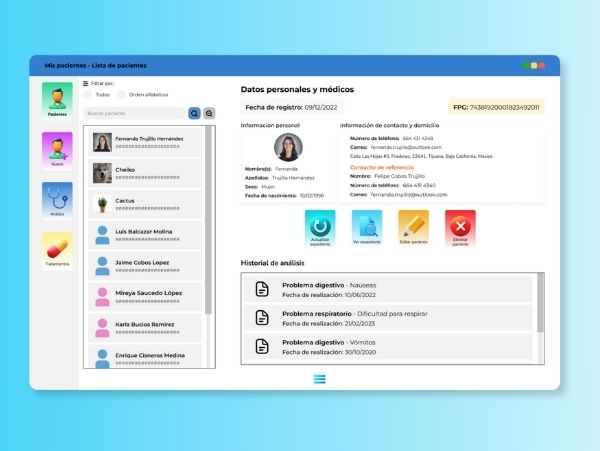 Mis pacientes - Lista de pacientes
Filtrar por:
Todos
Orden alfabético
Buscar paciente
Pacientes
Nuevo
Análisis
Tratamientos
Fernanda Trujillo Hernández
####################
Cheiko
####################
Cactus
####################
Luis Balcazar Molina
####################
Jaime Cobos Lopez
####################
Mireya Saucedo López
####################
Karla Bucios Ramírez
####################
Enrique Cisneros Medina
####################
Datos personales y médicos
Fecha de registro: 09/12/2022
FPG: 74381920001823492011
Informacion personal
Nombre(s): Fernanda
Apellidos: Trujillo Hernández
Sexo: Mujer
Fecha de nacimiento: 10/02/1998
Información de contacto y domicilio
Número de teléfono: 664 431 4348
Correo: fernanda.trujillo@outlook.com
Calle Las Hojas #3, Praderas, 22641, Tijuana, Baja California, México
Contacto de referencia
Nombre: Felipe Cobos Trujillo
Número de teléfono: 664 431 4340
Correo: fernanda.trujillo@outlook.com
Actualizar
expediente
Ver expediente
Editar paciente
Eliminar
paciente
Historial de análisis
Problema digestivo - Nauseas
Fecha de realización: 10/06/2022
Problema respiratorio - Dificultad para respirar
Fecha de realización: 21/02/2023
Problema digestivo - Vómitos
Fecha de realización: 30/10/2020